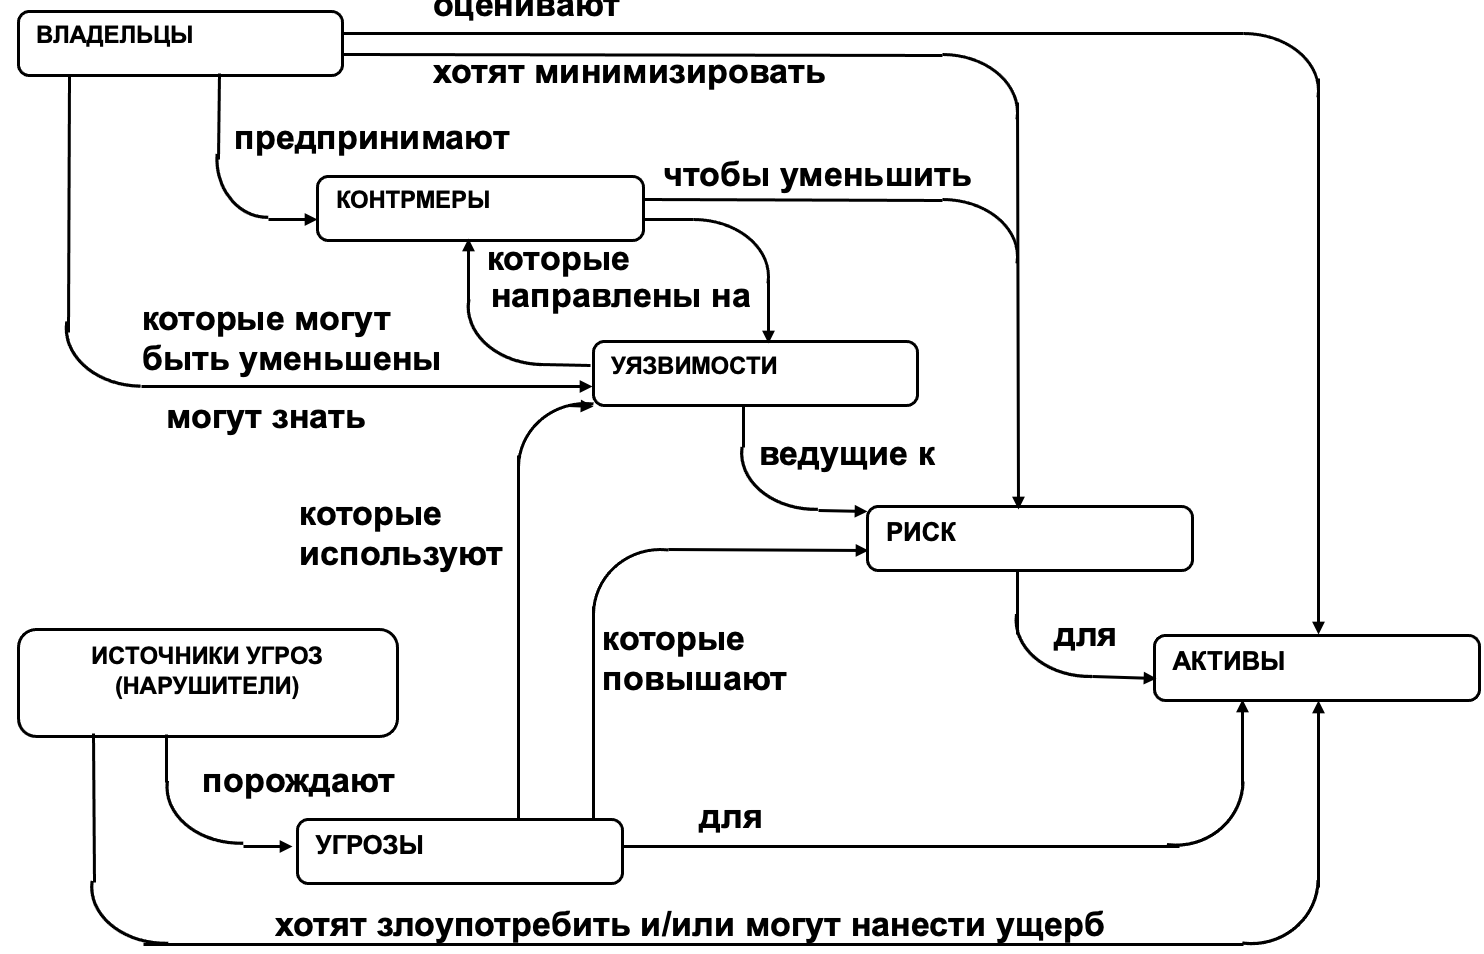 оценивают
ВЛАДЕЛЬЦЫ
хотят минимизировать
предпринимают
чтобы уменьшить
КОНТРМЕРЫ
которые
направлены на
которые могут
быть уменьшены
УЯЗВИМОСТИ
могут знать
ведущие к
которые
используют
РИСК
которые
повышают
для
ИСТОЧНИКИ УГРОЗ
(НАРУШИТЕЛИ)
АКТИВЫ
порождают
для
УГРОЗЫ
хотят злоупотребить и/или могут нанести ущерб